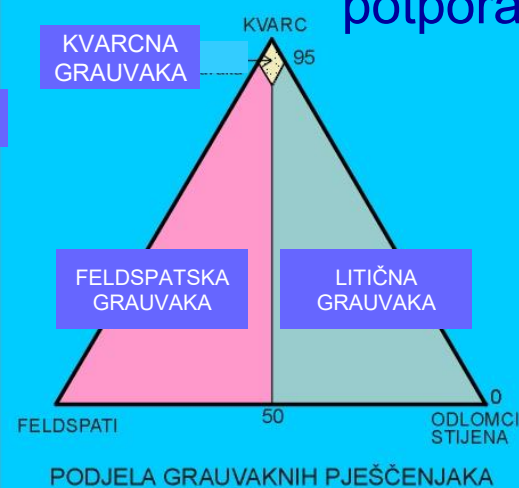 potpora
KVARC
KVARCNA
GRAUVAKA
95
FELDSPATSKA
GRAUVAKA
LITIČNA
GRAUVAKA
0
FELDSPATI
50
ODLOMCI
STIJENA
PODJELA GRAUVAKNIH PJEŠČENJAKA